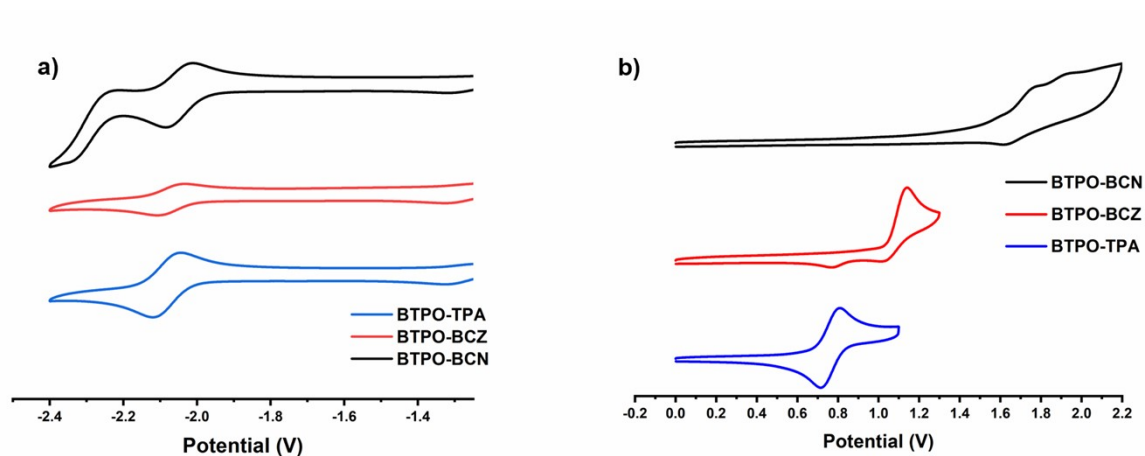 a)
BTPO-TPA
BTPO-BCZ
BTPO-BCN
-2.4 -2.2 -2.0 -1.8 -1.6 -1.4
Potential (V)
b)
BTPO-BCN
BTPO-BCZ
BTPO-TPA
-0.2 0.0 0.2 0.4 0.6 0.8 1.0 1.2 1.4 1.6 1.8 2.0 2.2
Potential (V)